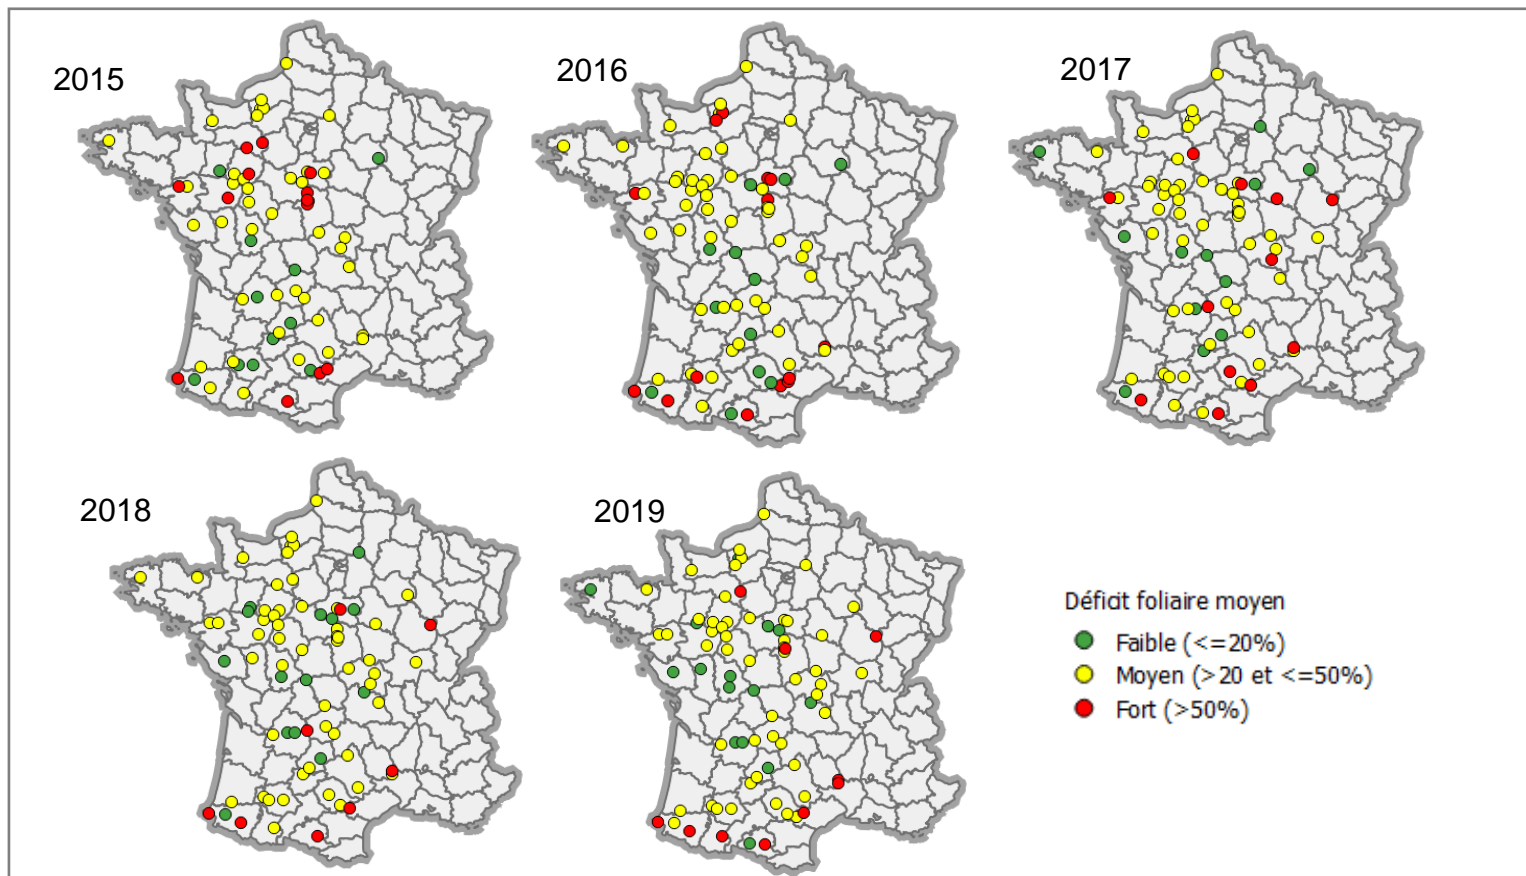 2015
2016
2017
2018
2019
Déficit foliaire moyen
Faible (<=20%)
Moyen (>20 et <=50%)
Fort (>50%)